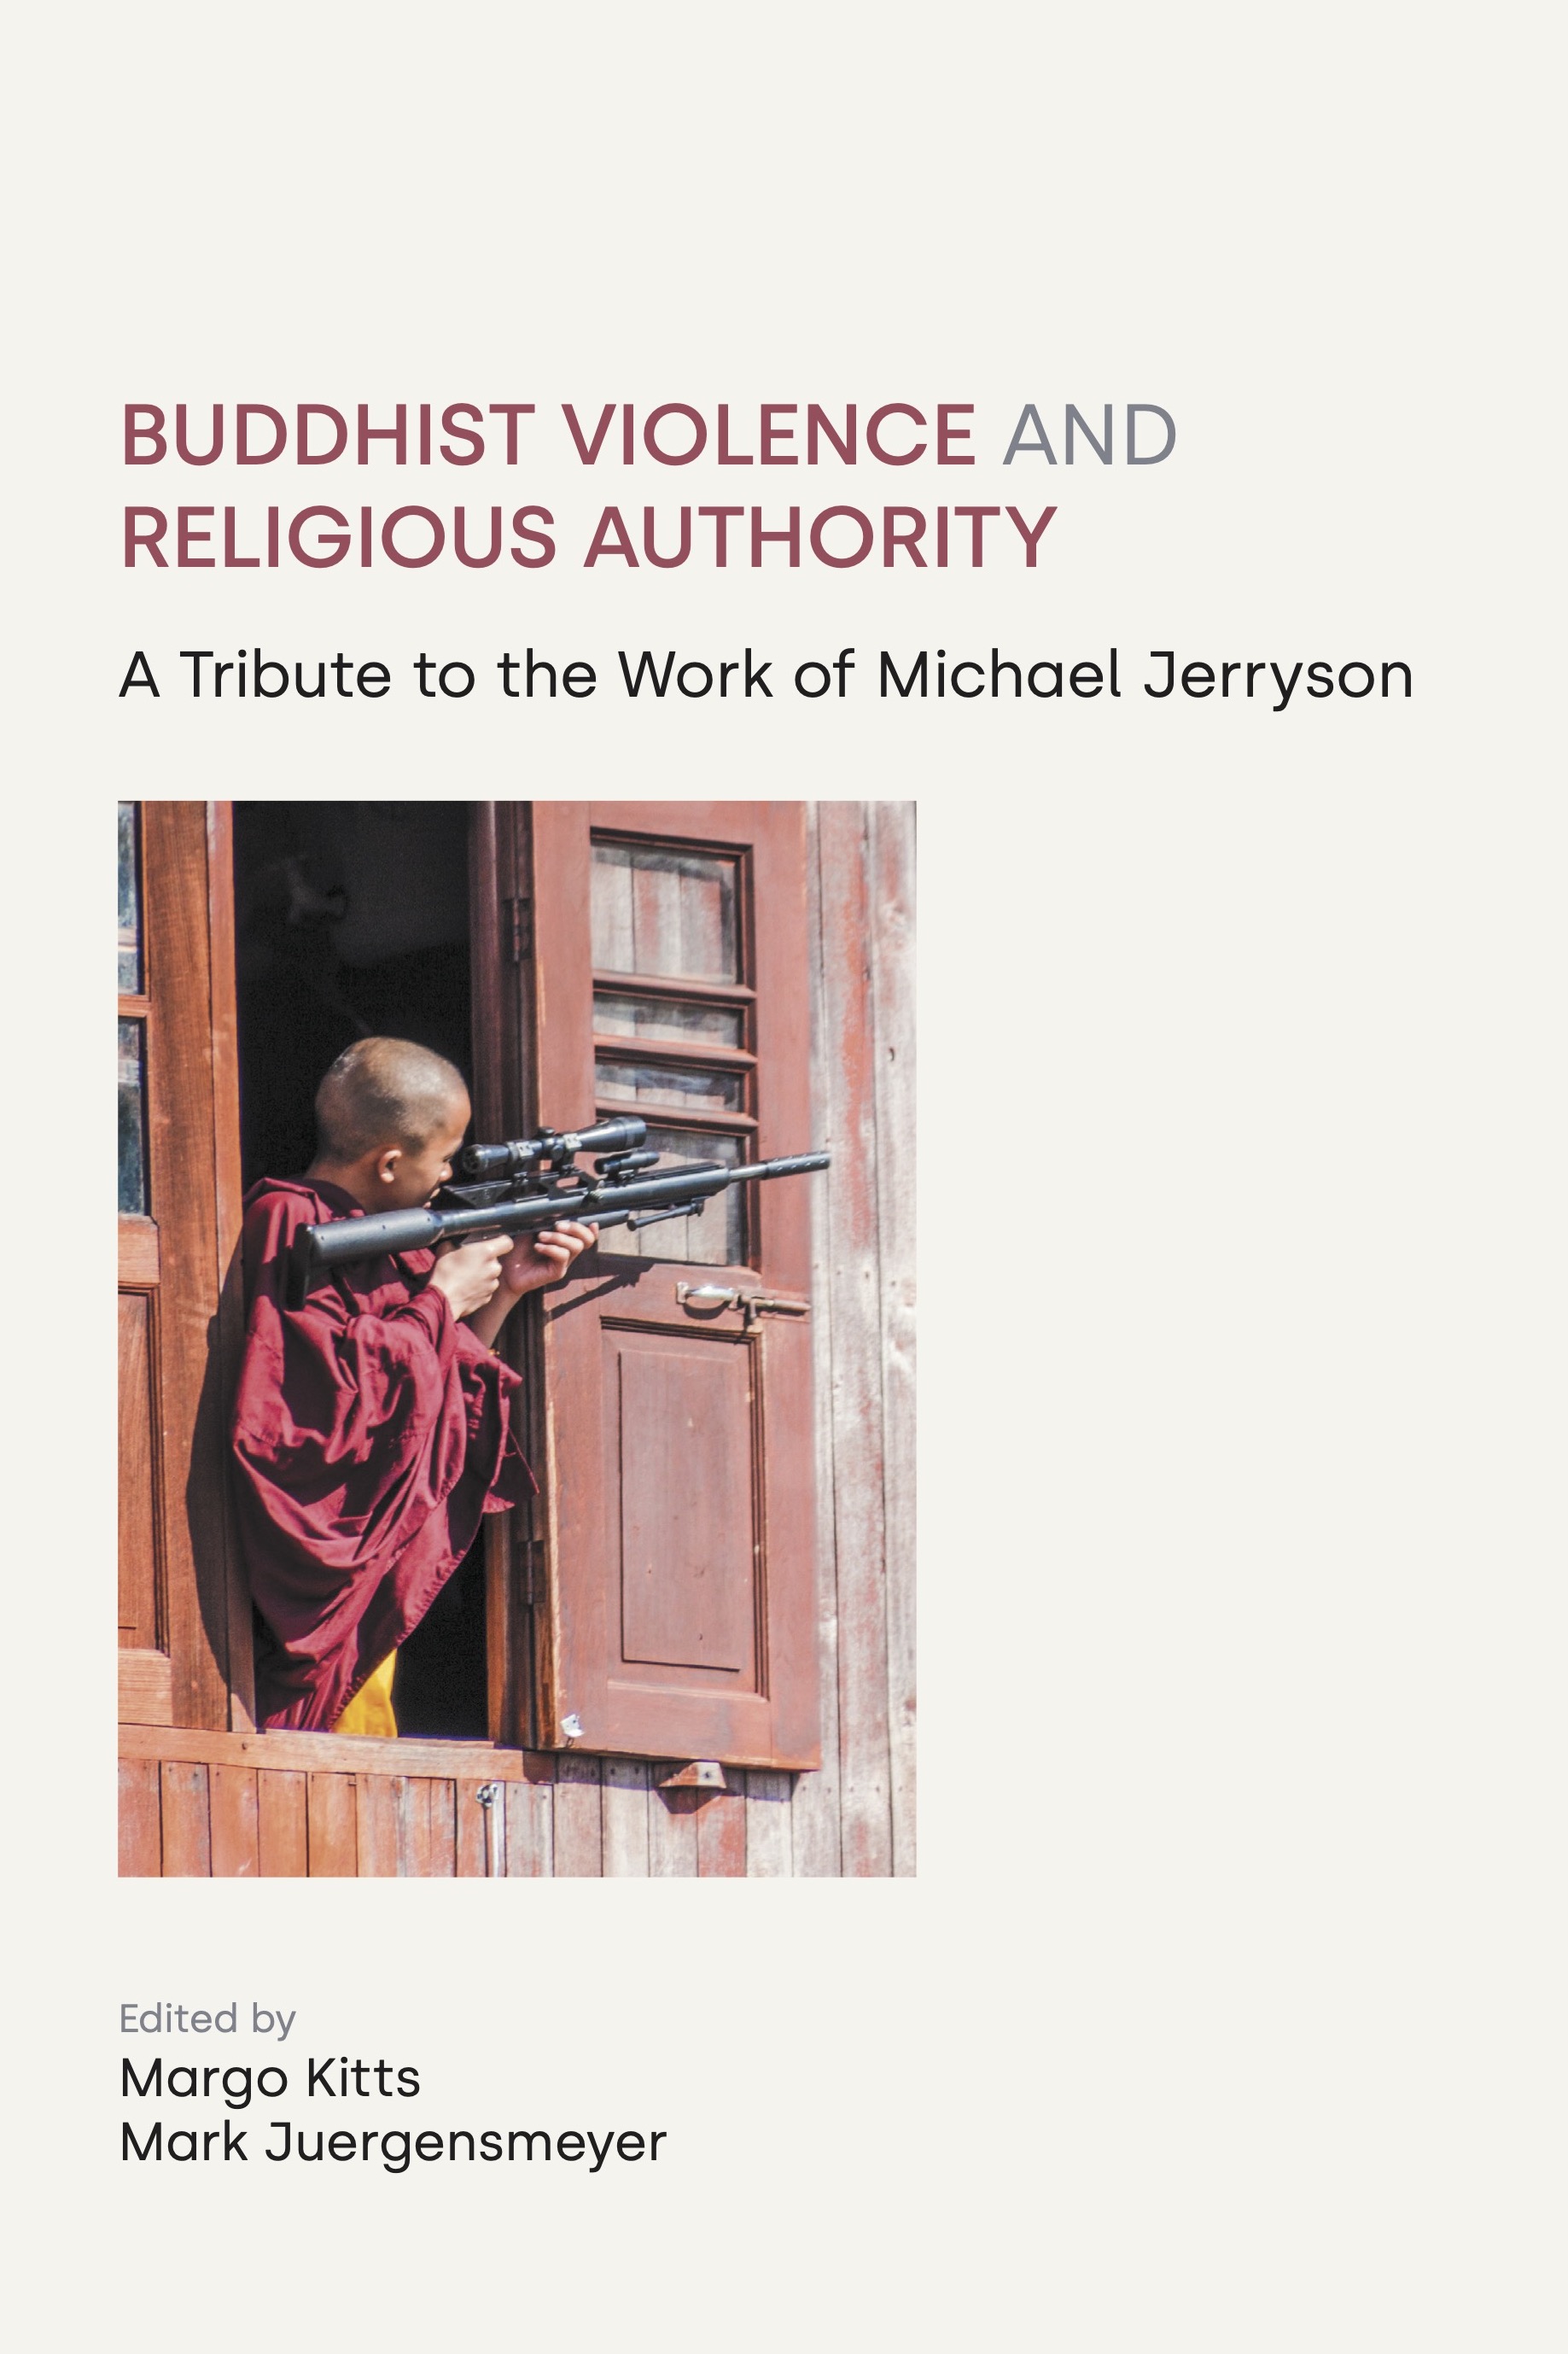 BUDDHIST VIOLENCE AND
RELIGIOUS AUTHORITY
A Tribute to the Work of Michael Jerryson
Edited by
Margo Kitts
Mark Juergensmeyer